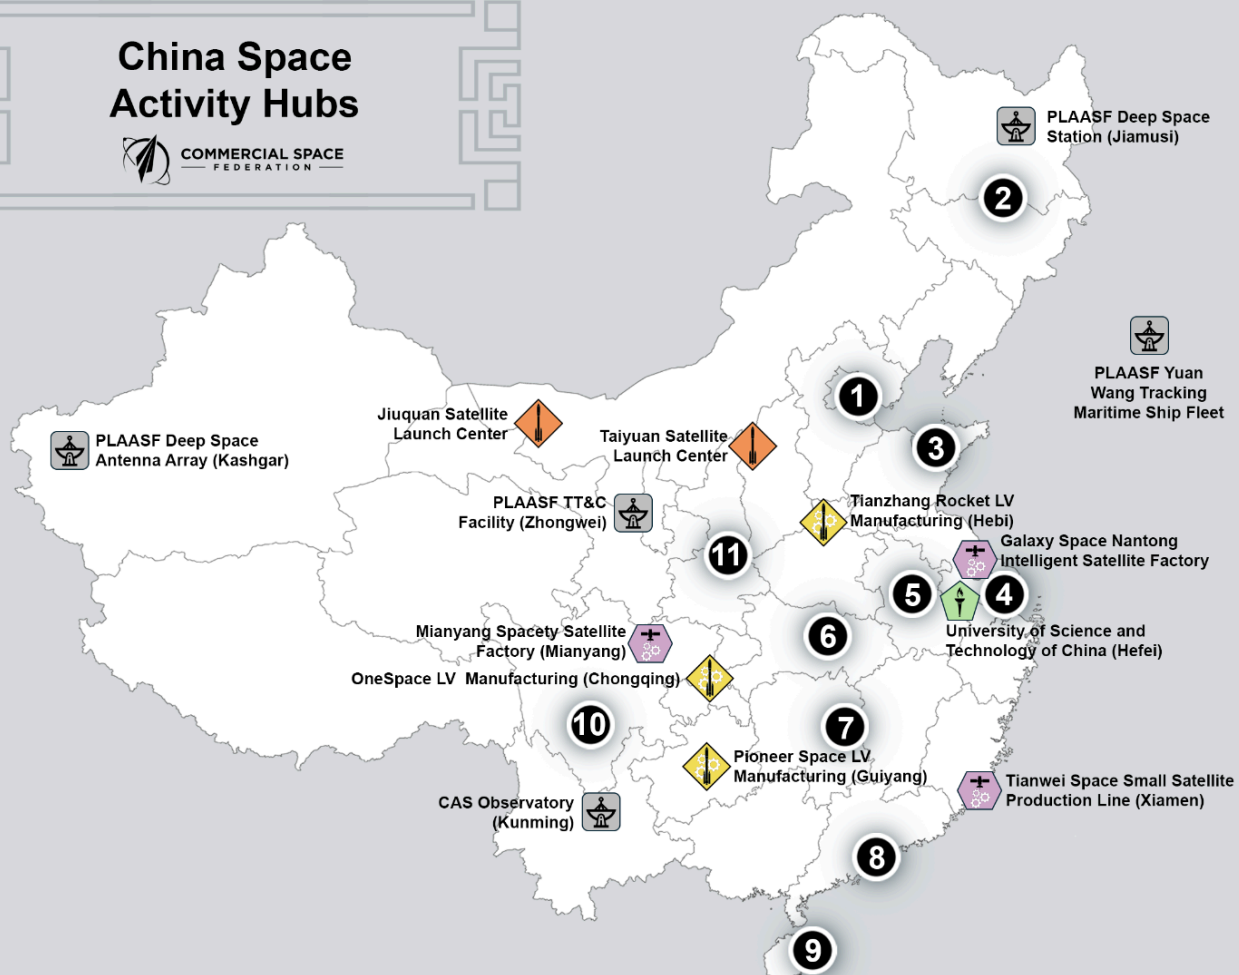 China Space
Activity Hubs
COMMERCIAL SPACE
FEDERATION
PLAASF Deep Space
Station (Jiamusi)
2
PLAASF Yuan
Wang Tracking
Maritime Ship Fleet
1
Jiuquan Satellite
Launch Center
Taiyuan Satellite
Launch Center
3
PLAASF Deep Space
Antenna Array (Kashgar)
PLAASF TT&C
Facility (Zhongwei)
Tianzhang Rocket LV
Manufacturing (Hebi)
11
Galaxy Space Nantong
Intelligent Satellite Factory
5
4
University of Science and
Technology of China (Hefei)
6
Mianyang Spacety Satellite
Factory (Mianyang)
OneSpace LV Manufacturing (Chongqing)
10
7
Pioneer Space LV
Manufacturing (Guiyang)
Tianwei Space Small Satellite
Production Line (Xiamen)
CAS Observatory
(Kunming)
8
9